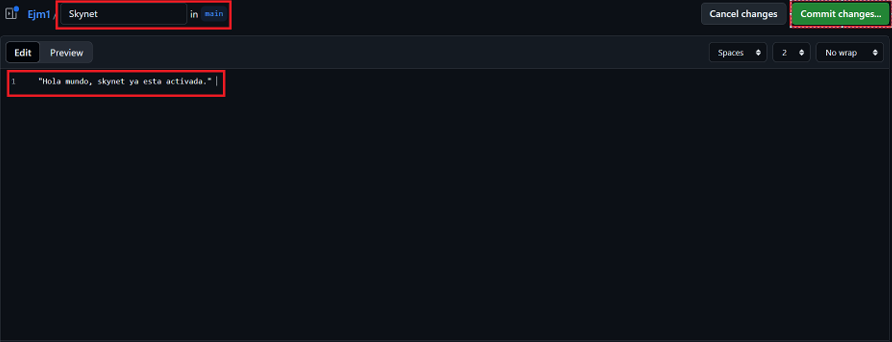 Ejm1 / Skynet in main Cancel changes Commit changes...
Edit Preview Spaces 2 No wrap
1 "Hola mundo, skynet ya esta activada."